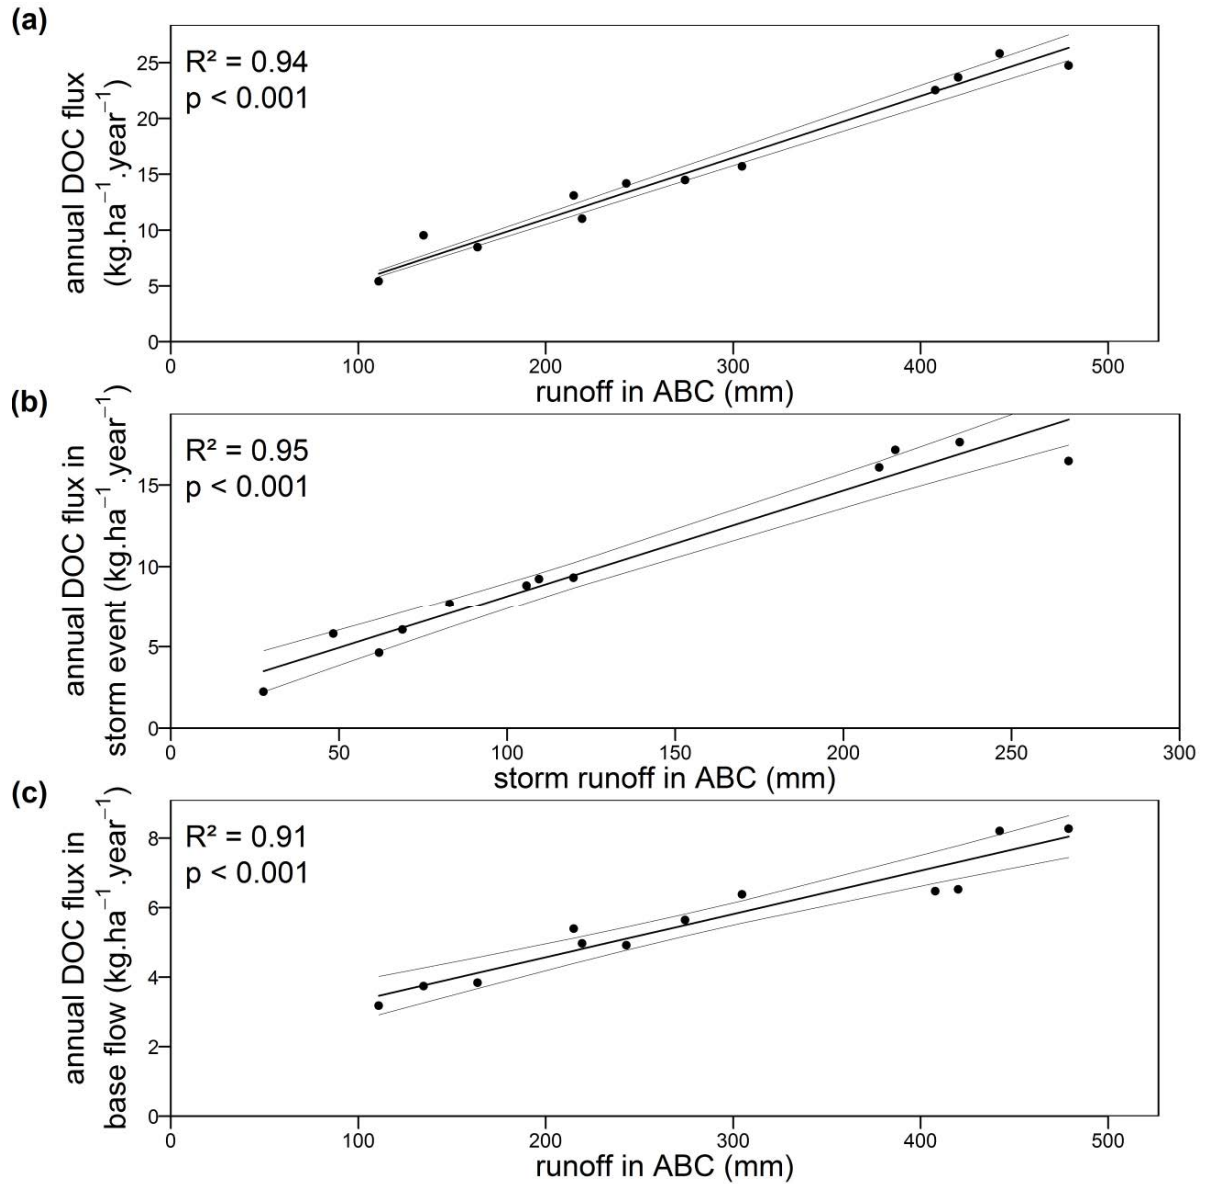 (a)
R² = 0.94
p < 0.001
annual DOC flux
(kg.ha⁻¹.year⁻¹)
25
20
15
10
5
0
0 100 200 300 400 500
runoff in ABC (mm)
(b)
R² = 0.95
p < 0.001
annual DOC flux in
storm event (kg.ha⁻¹.year⁻¹)
15
10
5
0
0 50 100 150 200 250 300
storm runoff in ABC (mm)
(c)
R² = 0.91
p < 0.001
annual DOC flux in
base flow (kg.ha⁻¹.year⁻¹)
8
6
4
2
0
0 100 200 300 400 500
runoff in ABC (mm)